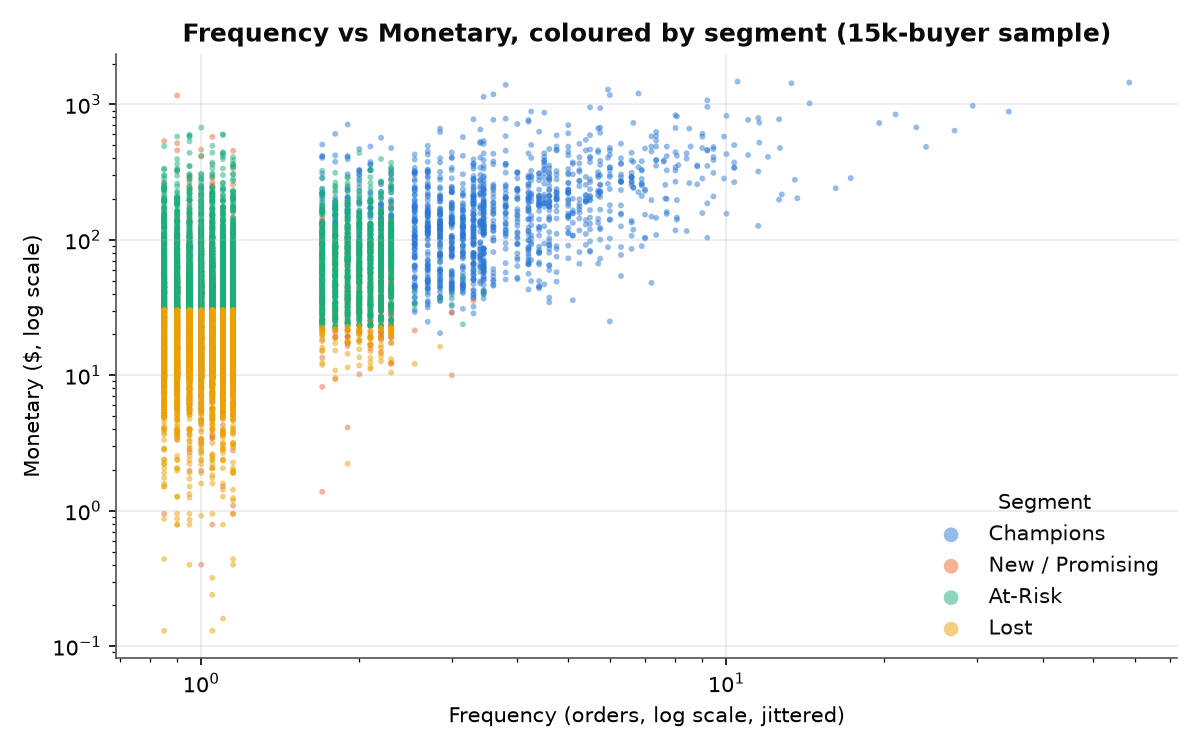 Frequency vs Monetary, coloured by segment (15k-buyer sample)
Monetary ($, log scale)
10³
10²
10¹
10⁰
10⁻¹
Segment
Champions
New / Promising
At-Risk
Lost
10⁰ 10¹
Frequency (orders, log scale, jittered)